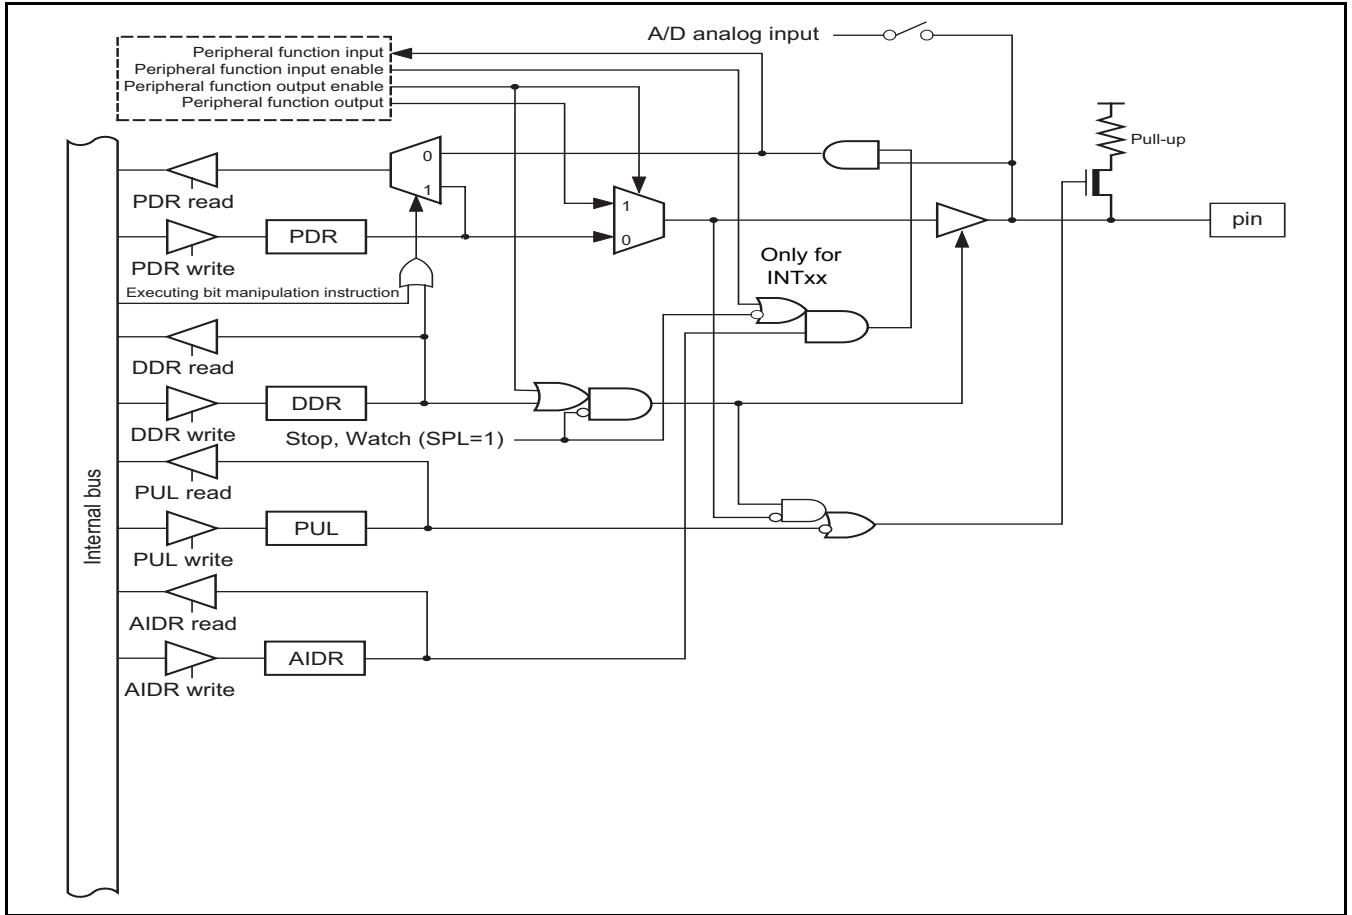 A/D analog input
Peripheral function input
Peripheral function input enable
Peripheral function output enable
Peripheral function output
Pull-up
0
1
PDR read
1
0
pin
PDR
PDR write
Only for
INTxx
Executing bit manipulation instruction
DDR read
DDR
DDR write
Stop, Watch (SPL=1)
PUL read
Internal bus
PUL
PUL write
AIDR read
AIDR
AIDR write